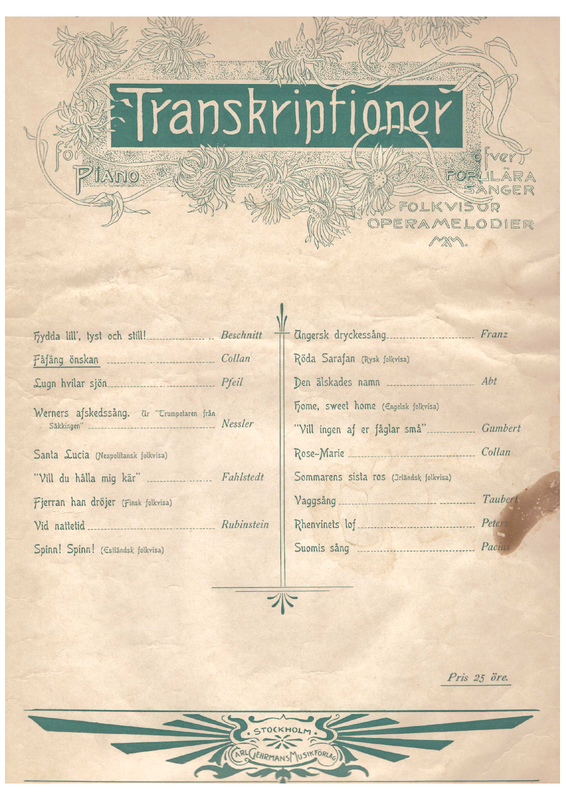 Transkriptioner
för
Piano
öfver
POPULÄRA
SÅNGER
FOLKVISOR
OPERAMELODIER
MM.
Hydda lill', tyst och still! Beschnitt
Fåfäng önskan Collan
Lugn hvilar sjön Pfeil
Werners afskedssång. Ur "Trumpetaren från
Säkkingen" Nessler
Santa Lucia (Neapolitansk folkvisa)
"Vill du hålla mig kär" Fahlstedt
Fjerran han dröjer (Finsk folkvisa)
Vid nattetid Rubinstein
Spinn! Spinn! (Estländsk folkvisa)
Ungersk dryckessång Franz
Röda Sarafan (Rysk folkvisa)
Den älskades namn Abt
Home, sweet home (Engelsk folkvisa)
"Vill ingen af er fåglar små" Gumbert
Rose-Marie Collan
Sommarens sista ros (Irländsk folkvisa)
Vaggsång Taubert
Rhenvinets lof Peters
Suomis sång Pacius
Pris 25 öre.
STOCKHOLM
CARL GEHRMANS MUSIKFÖRLAG